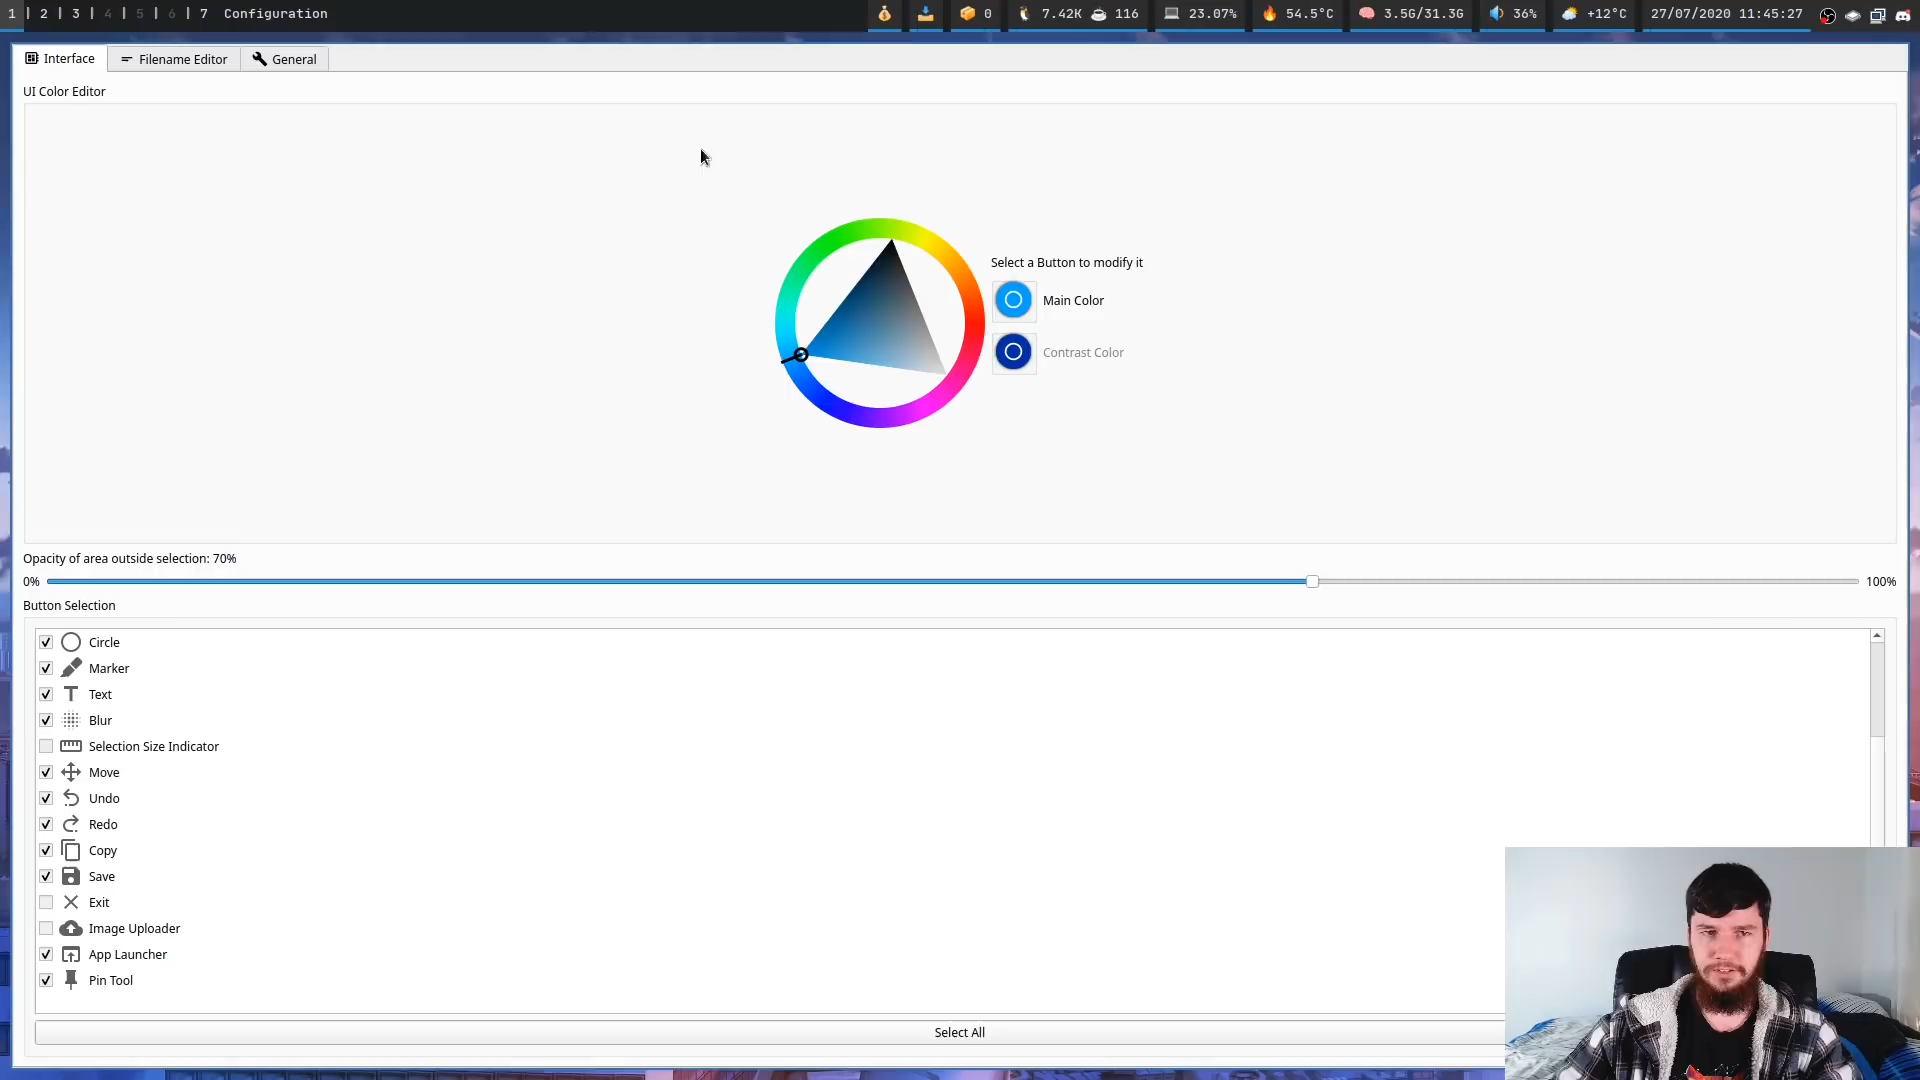 1 | 2 | 3 | 4 | 5 | 6 | 7 Configuration 0 7.42K 116 23.07% 54.5°C 3.5G/31.3G 36% +12°C 27/07/2020 11:45:27
Interface Filename Editor General
UI Color Editor
Select a Button to modify it
Main Color
Contrast Color
Opacity of area outside selection: 70%
0% 100%
Button Selection
Circle
Marker
Text
Blur
Selection Size Indicator
Move
Undo
Redo
Copy
Save
Exit
Image Uploader
App Launcher
Pin Tool
Select All